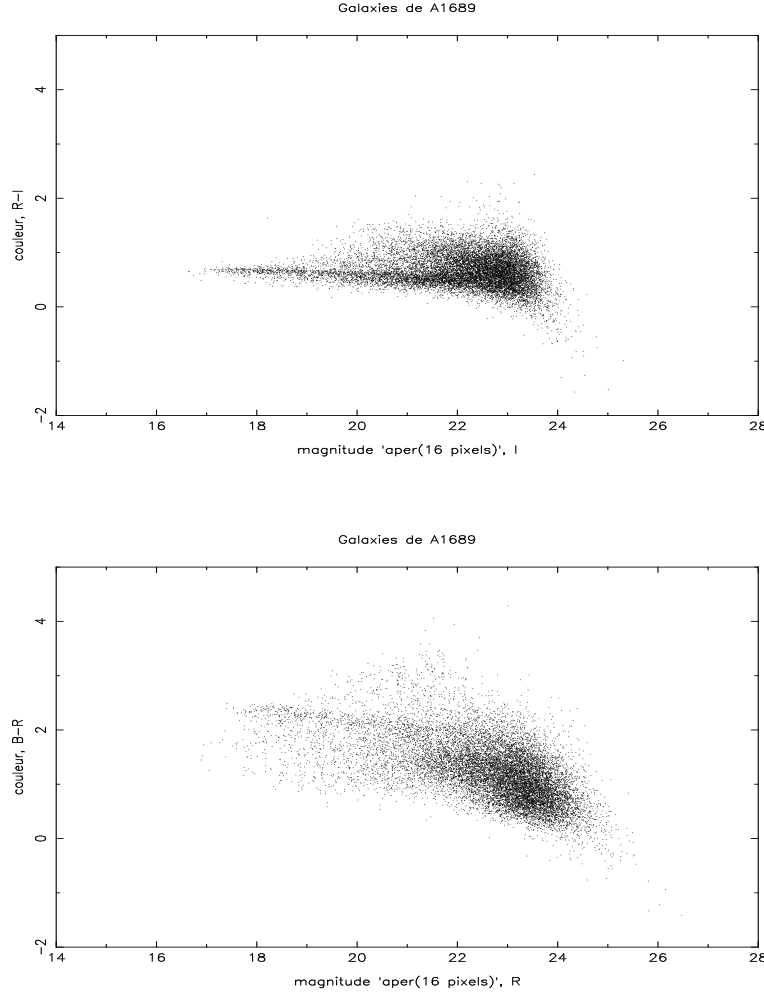 Galaxies de A1689
4
2
0
−2
couleur, R−I
14 16 18 20 22 24 26 28
magnitude 'aper(16 pixels)', I
Galaxies de A1689
4
2
0
−2
couleur, B−R
14 16 18 20 22 24 26 28
magnitude 'aper(16 pixels)', R